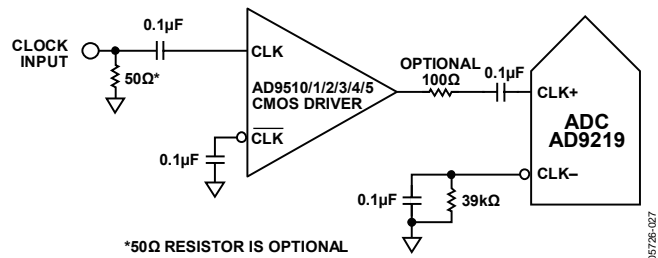 0.1µF
CLOCK
INPUT
50Ω*
CLK
AD9510/1/2/3/4/5
CMOS DRIVER
CLK
0.1µF
OPTIONAL
100Ω
0.1µF
CLK+
ADC
AD9219
CLK–
0.1µF
39kΩ
*50Ω RESISTOR IS OPTIONAL
05726-027